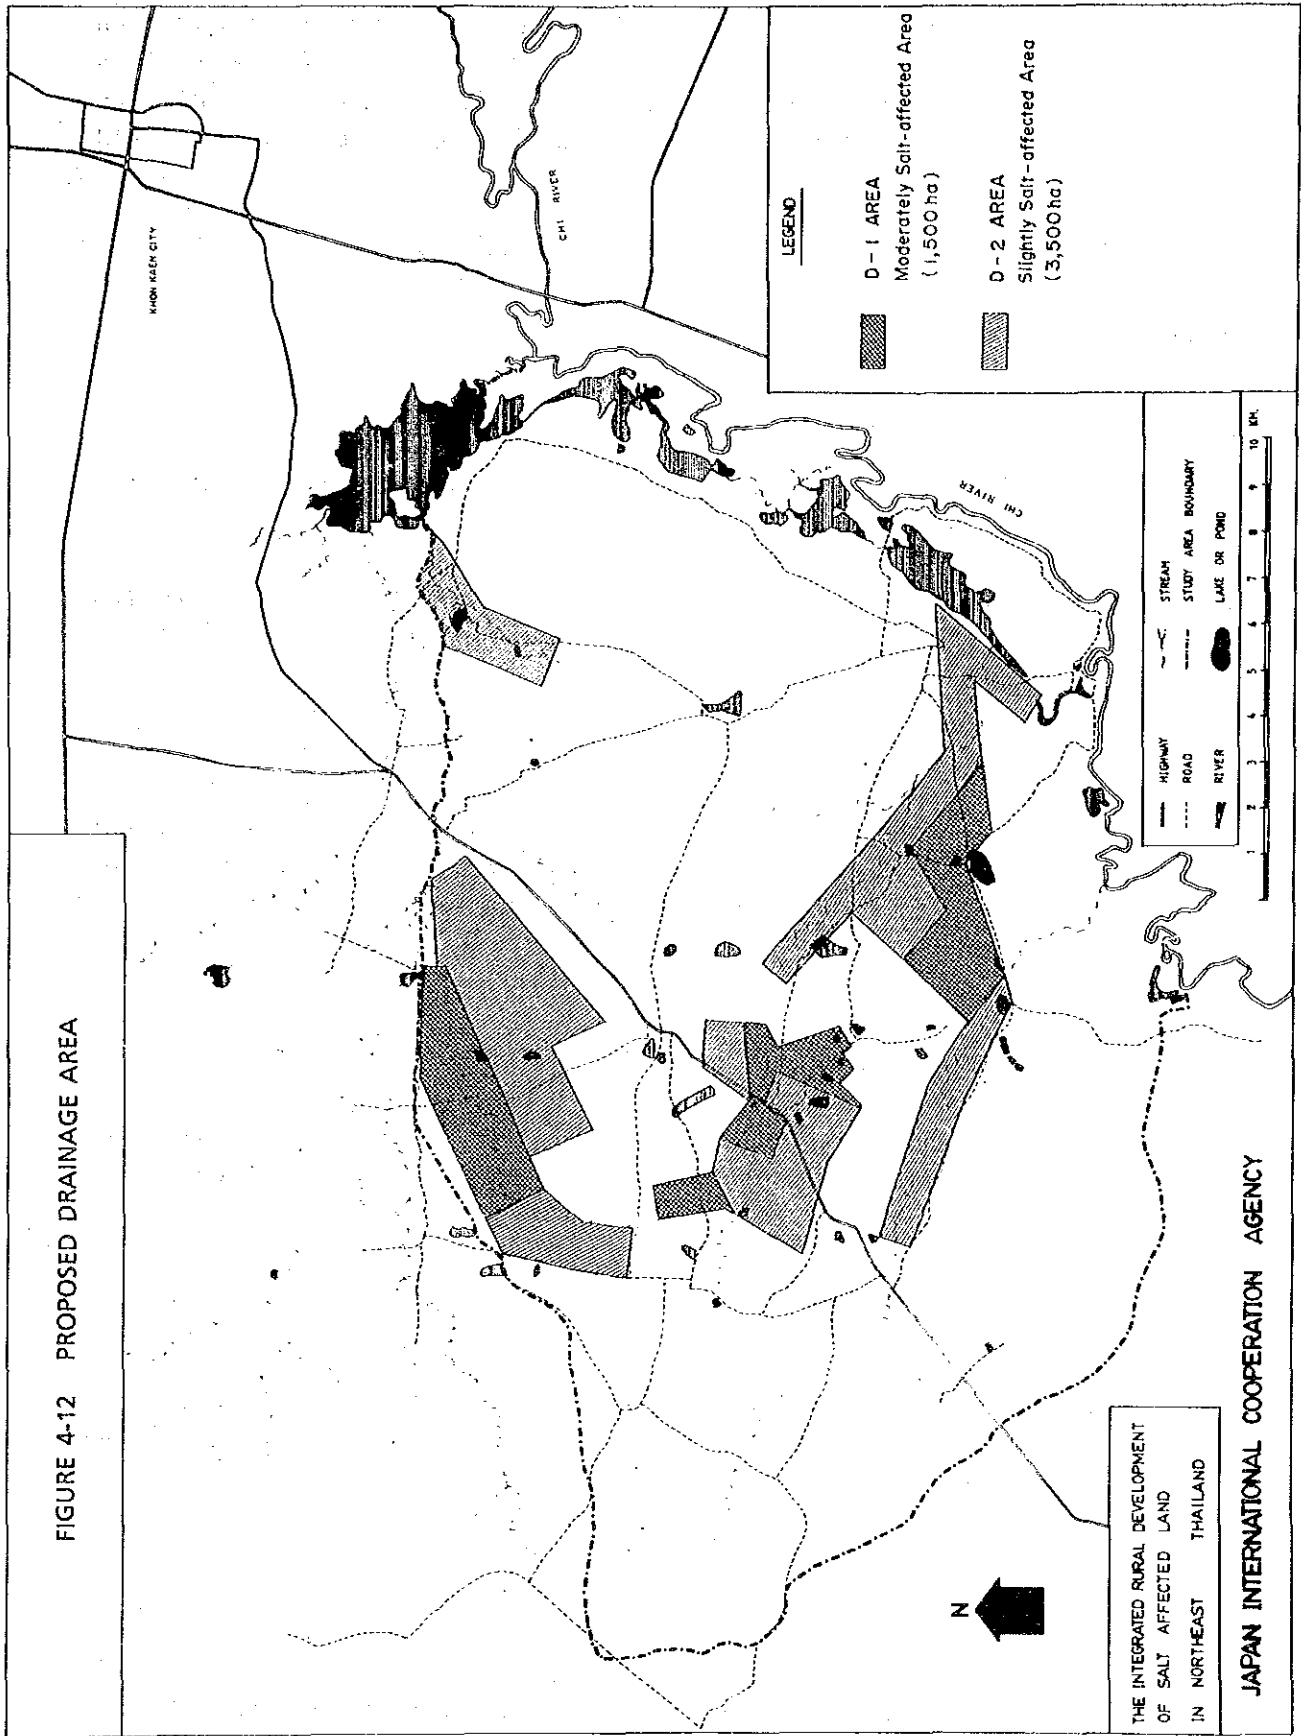 FIGURE 4-12 PROPOSED DRAINAGE AREA
KHON KAEN CITY
CHI RIVER
CHI RIVER
LEGEND
D-1 AREA
Moderately Salt-affected Area
(1,500 ha)
D-2 AREA
Slightly Salt-affected Area
(3,500 ha)
HIGHWAY
STREAM
ROAD
STUDY AREA BOUNDARY
RIVER
LAKE OR POND
1 2 3 4 5 6 7 8 9 10 KM.
N
THE INTEGRATED RURAL DEVELOPMENT
OF SALT AFFECTED LAND
IN NORTHEAST THAILAND
JAPAN INTERNATIONAL COOPERATION AGENCY